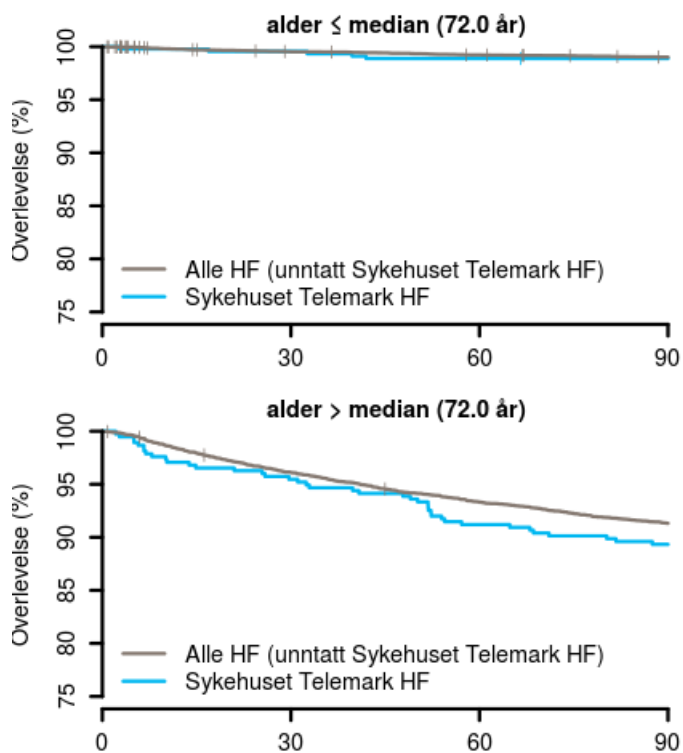 alder ≤ median (72.0 år)
Overlevelse (%)
100
95
90
85
80
75
Alle HF (unntatt Sykehuset Telemark HF)
Sykehuset Telemark HF
0 30 60 90
alder > median (72.0 år)
Overlevelse (%)
100
95
90
85
80
75
Alle HF (unntatt Sykehuset Telemark HF)
Sykehuset Telemark HF
0 30 60 90